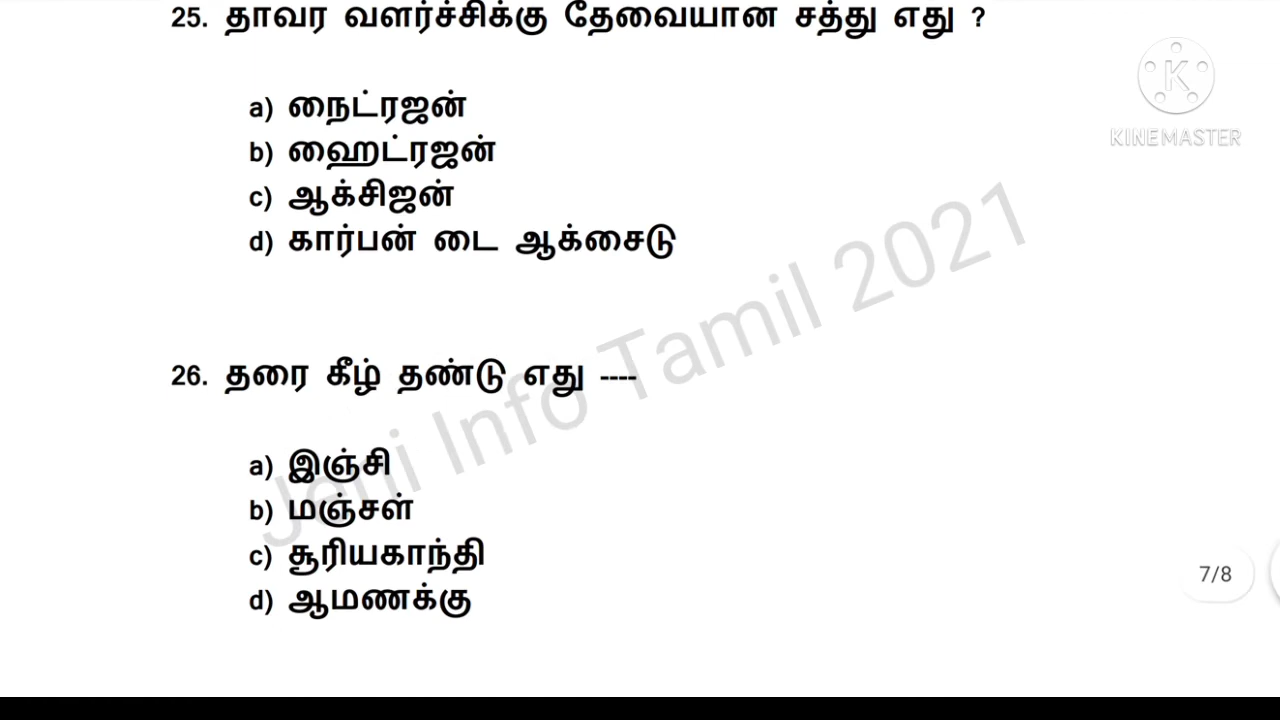 25. தாவர வளர்ச்சிக்கு தேவையான சத்து எது ?
a) நைட்ரஜன்
b) ஹைட்ரஜன்
c) ஆக்சிஜன்
d) கார்பன் டை ஆக்சைடு
KINEMASTER
Jeni Info Tamil 2021
26. தரை கீழ் தண்டு எது ----
a) இஞ்சி
b) மஞ்சள்
c) சூரியகாந்தி
d) ஆமணக்கு
7/8